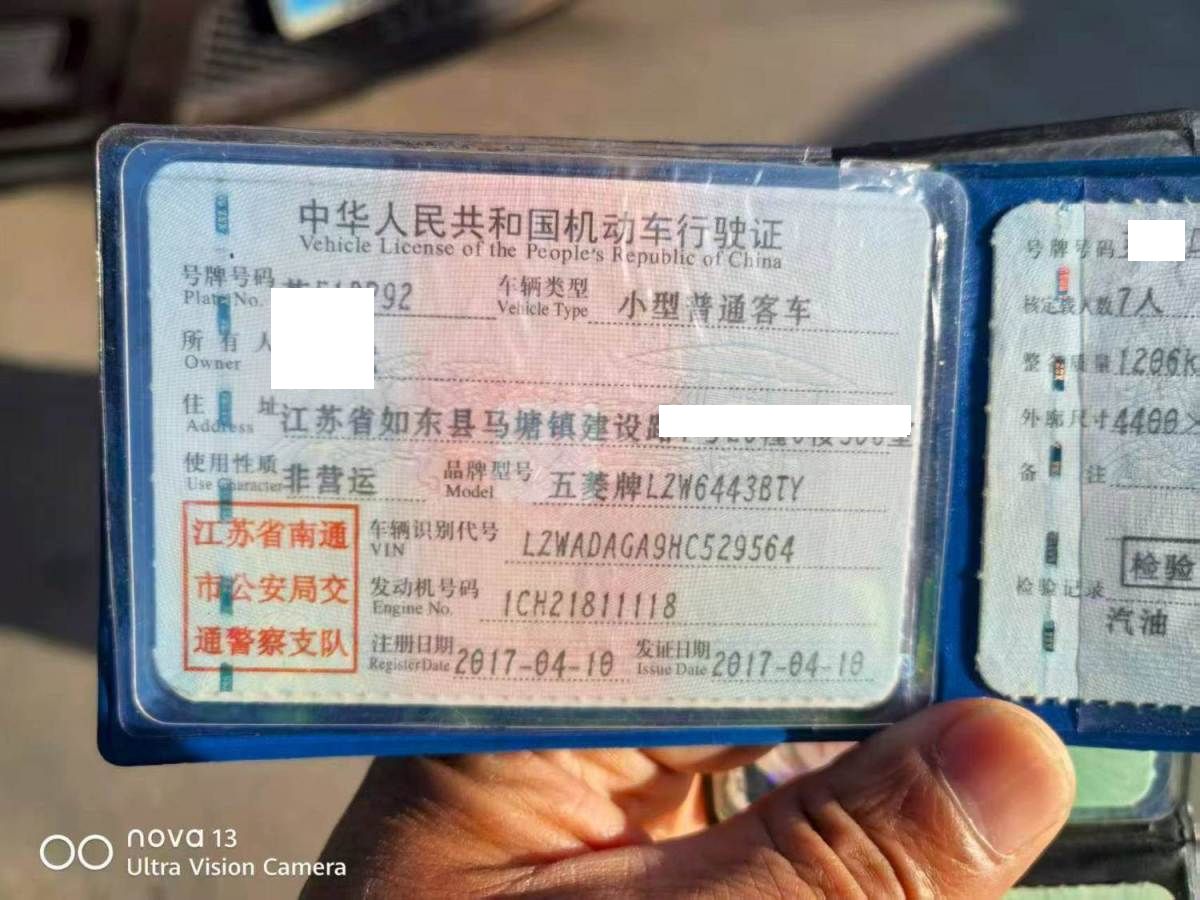 中华人民共和国机动车行驶证
Vehicle License of the People's Republic of China
号牌号码 92 车辆类型 小型普通客车
Plate No. Vehicle Type
所有人
Owner
住址 江苏省如东县马塘镇建设路
Address
使用性质 非营运 品牌型号 五菱牌LZW6443BTY
Use Character Model
江苏省南通
市公安局交
通警察支队
车辆识别代号 LZWADAGA9HC529564
VIN
发动机号码 1CH21811118
Engine No.
注册日期 2017-04-10 发证日期 2017-04-10
Register Date Issue Date
号牌号码
核定载人数 7人
整备质量 1206K
外廓尺寸 4400X
备注
检验
检验记录
汽油
nova 13
Ultra Vision Camera